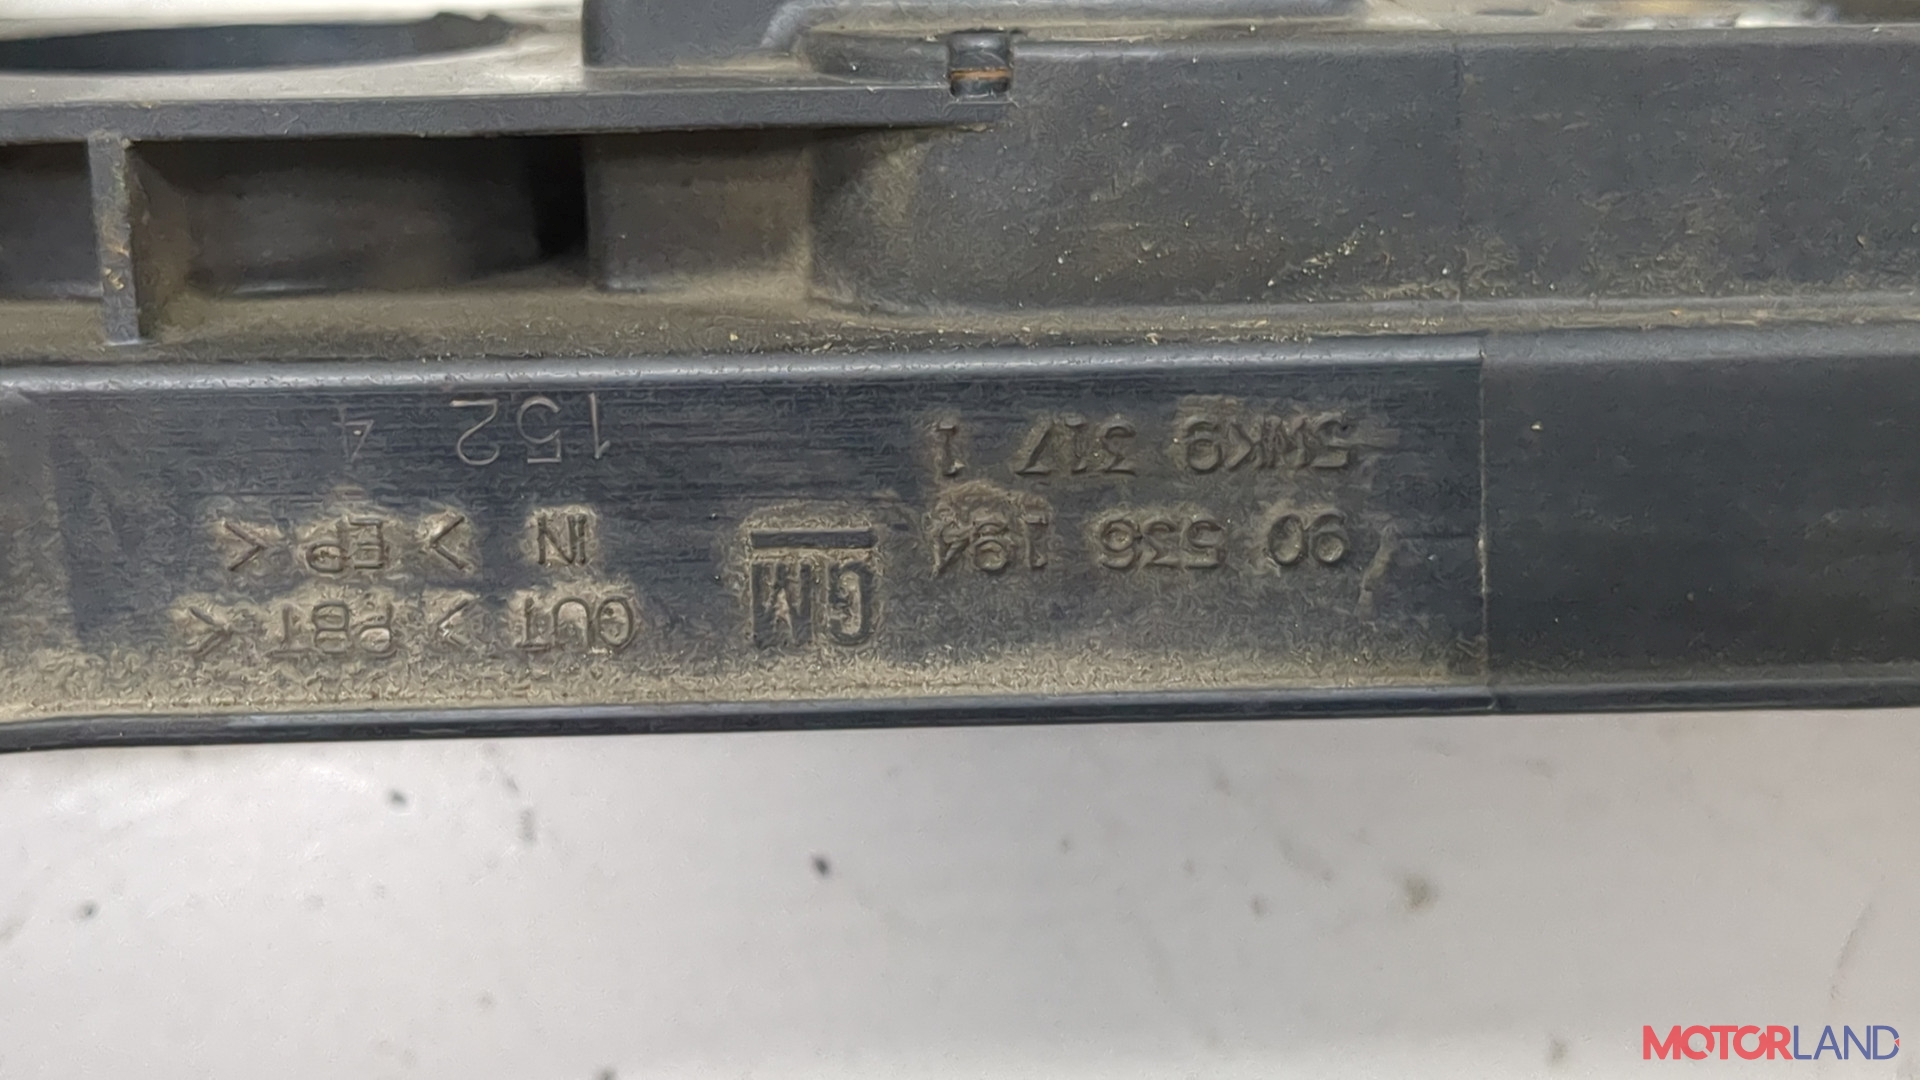 OUT > PBT <
IN > EP <
GM
90 536 194
5WK9 317 1
152 4
MOTORLAND